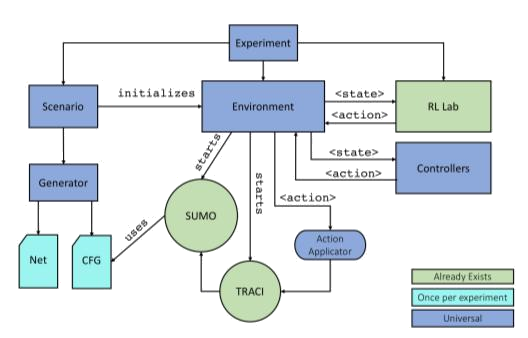 Experiment
initializes
<state>
Scenario
Environment
<action>
RL Lab
starts
<state>
Controllers
<action>
Generator
starts
<action>
SUMO
uses
Net
CFG
Action
Applicator
TRACI
Already Exists
Once per experiment
Universal